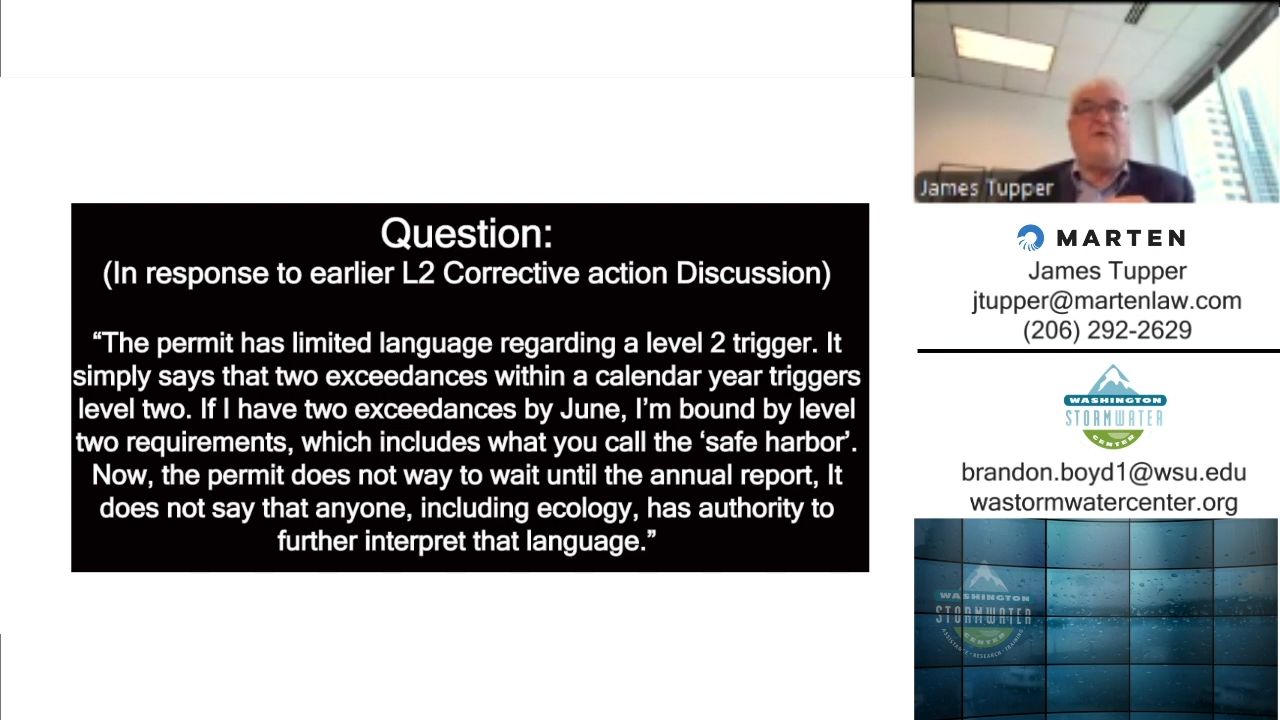 Question:
(In response to earlier L2 Corrective action Discussion)
“The permit has limited language regarding a level 2 trigger. It
simply says that two exceedances within a calendar year triggers
level two. If I have two exceedances by June, I’m bound by level
two requirements, which includes what you call the ‘safe harbor’.
Now, the permit does not way to wait until the annual report, It
does not say that anyone, including ecology, has authority to
further interpret that language.”
James Tupper
MARTEN
James Tupper
jtupper@martenlaw.com
(206) 292-2629
WASHINGTON
STORMWATER
CENTER
brandon.boyd1@wsu.edu
wastormwatercenter.org
WASHINGTON
STORMWATER
CENTER
ASSISTANCE • RESEARCH • TRAINING